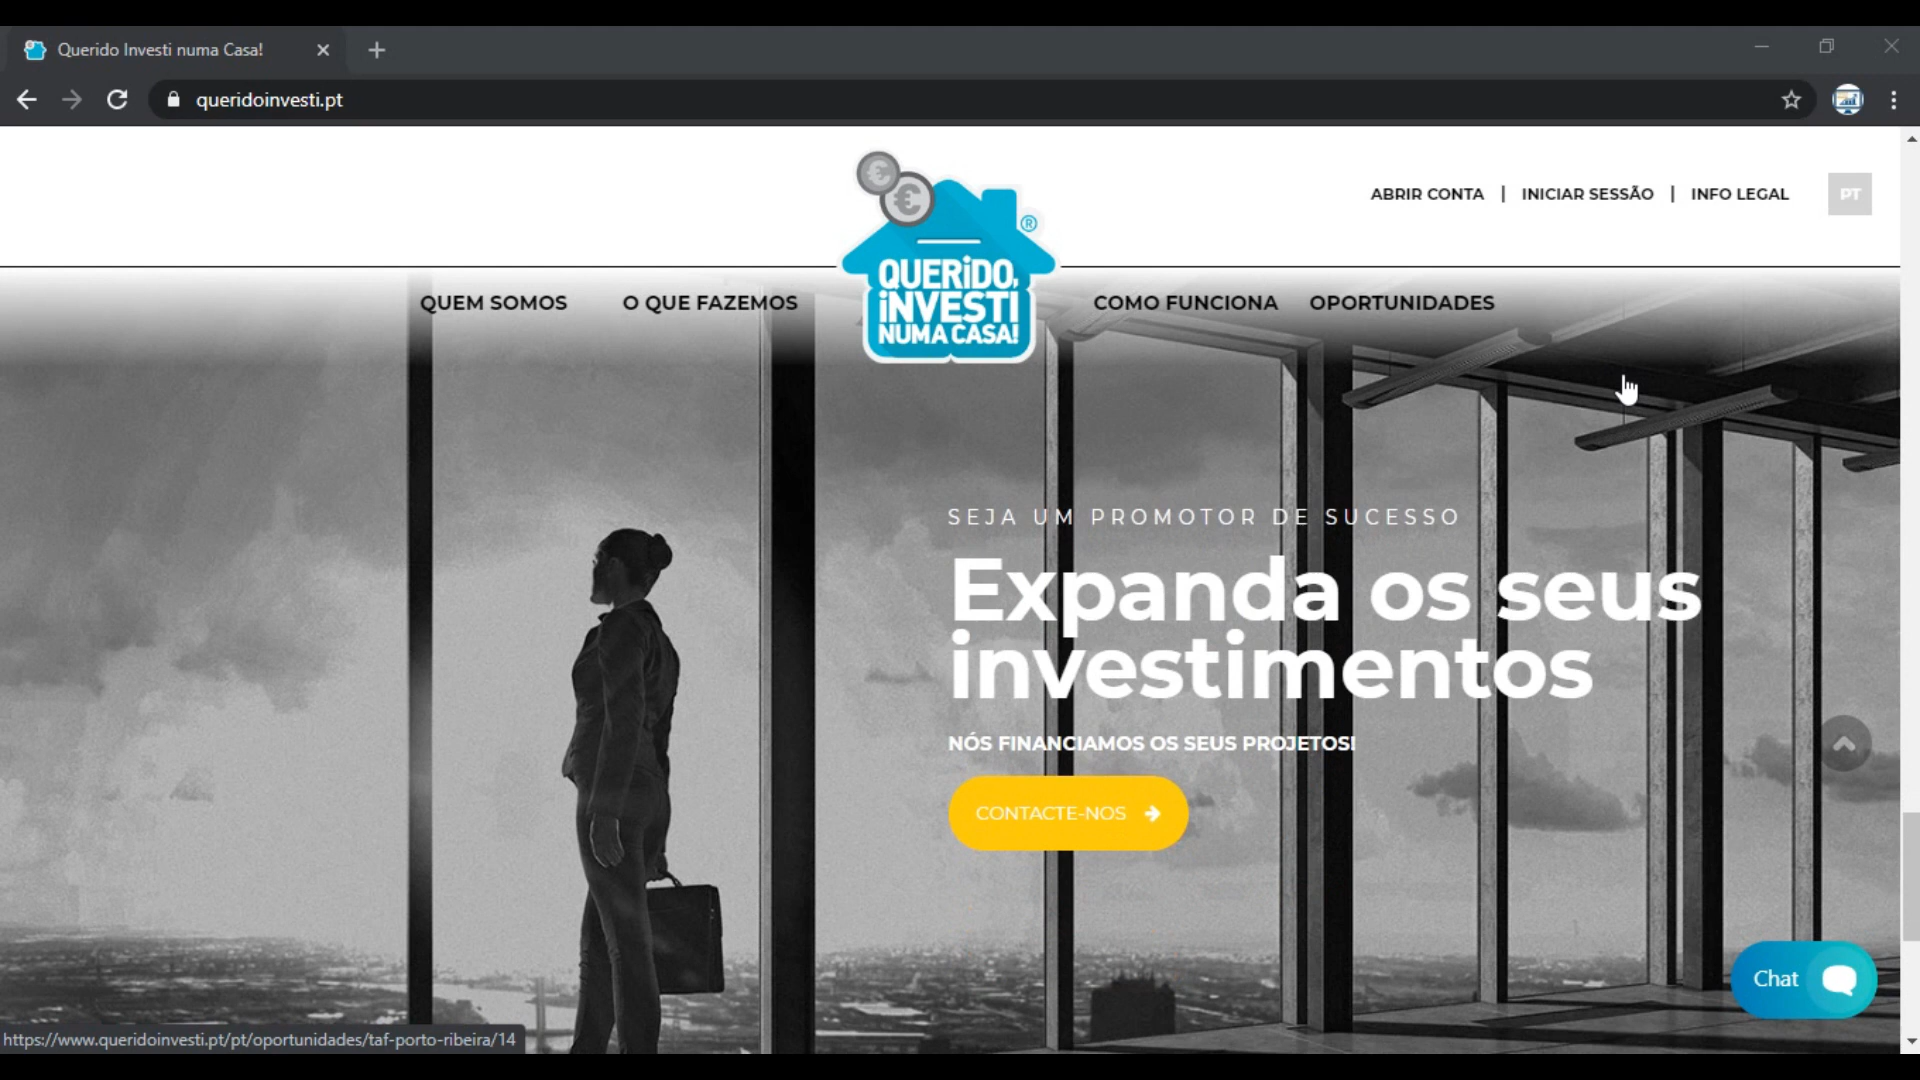 Querido Investi numa Casa!
queridoinvesti.pt
ABRIR CONTA | INICIAR SESSÃO | INFO LEGAL PT
€
€
®
QUERiDO,
iNVESTi
NUMA CASA!
QUEM SOMOS O QUE FAZEMOS COMO FUNCIONA OPORTUNIDADES
SEJA UM PROMOTOR DE SUCESSO
Expanda os seus
investimentos
NÓS FINANCIAMOS OS SEUS PROJETOS!
CONTACTE-NOS
Chat
https://www.queridoinvesti.pt/pt/oportunidades/taf-porto-ribeira/14